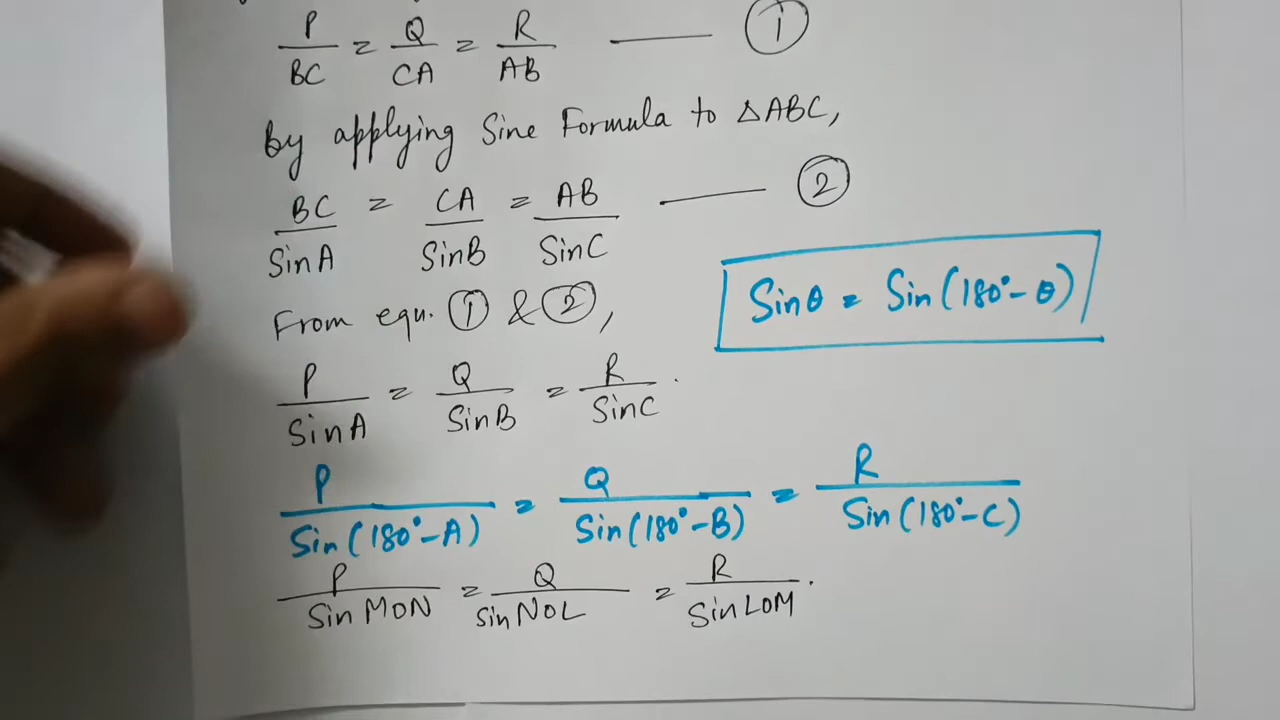 P/BC = Q/CA = R/AB —— ①
By applying Sine Formula to △ABC,
BC/SinA = CA/SinB = AB/SinC —— ②
Sinθ = Sin(180°-θ)
From equ. ① & ②,
P/SinA = Q/SinB = R/SinC.
P/Sin(180°-A) = Q/Sin(180°-B) = R/Sin(180°-C)
P/Sin MON = Q/sin NOL = R/Sin LOM.